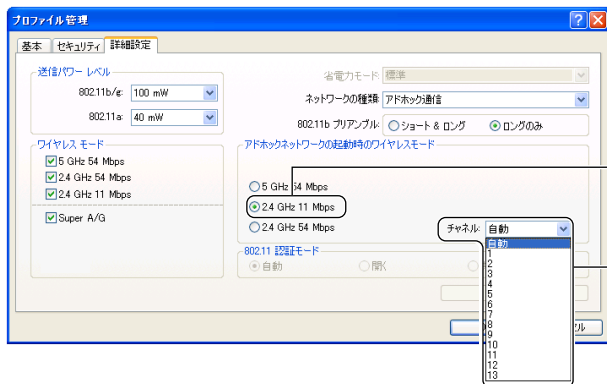 プロファイル管理
基本 セキュリティ 詳細設定
送信パワー レベル
802.11b/g: 100 mW
802.11a: 40 mW
省電力モード: 標準
ネットワークの種類: アドホック通信
802.11b プリアンブル: ショート & ロング ロングのみ
ワイヤレス モード
5 GHz 54 Mbps
2.4 GHz 54 Mbps
2.4 GHz 11 Mbps
Super A/G
アドホックネットワークの起動時のワイヤレスモード
5 GHz 54 Mbps
2.4 GHz 11 Mbps
2.4 GHz 54 Mbps
チャネル: 自動
自動
1
2
3
4
5
6
7
8
9
10
11
12
13
802.11 認証モード
自動 開く